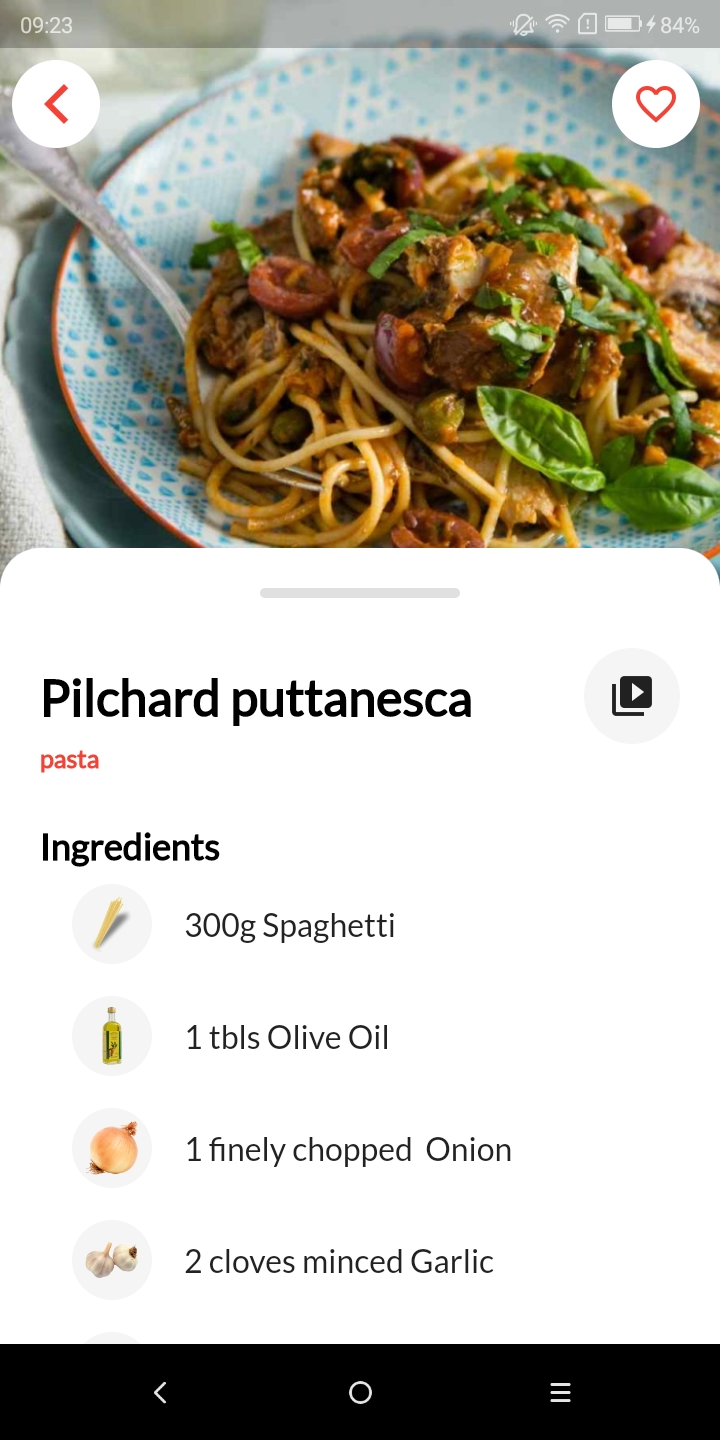 09:23
84%
Pilchard puttanesca
pasta
Ingredients
300g Spaghetti
1 tbls Olive Oil
1 finely chopped  Onion
2 cloves minced Garlic